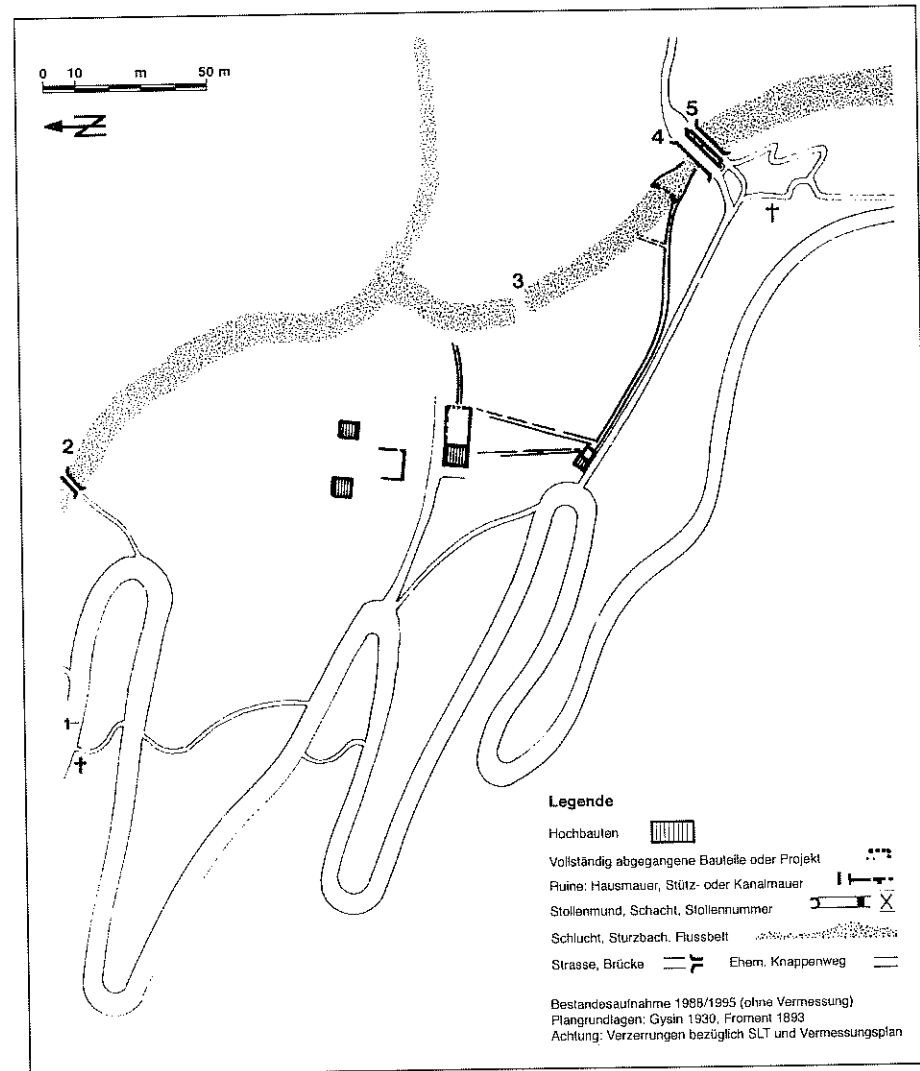 0 10 m 50 m
N
5
4
3
2
1
Legende
Hochbauten
Vollständig abgegangene Bauteile oder Projekt
Ruine: Hausmauer, Stütz- oder Kanalmauer
Stollenmund, Schacht, Stollennummer X
Schlucht, Sturzbach, Flussbett
Strasse, Brücke Ehem. Knappenweg
Bestandesaufnahme 1988/1995 (ohne Vermessung)
Plangrundlagen: Gysin 1930, Froment 1893
Achtung: Verzerrungen bezüglich SLT und Vermessungsplan